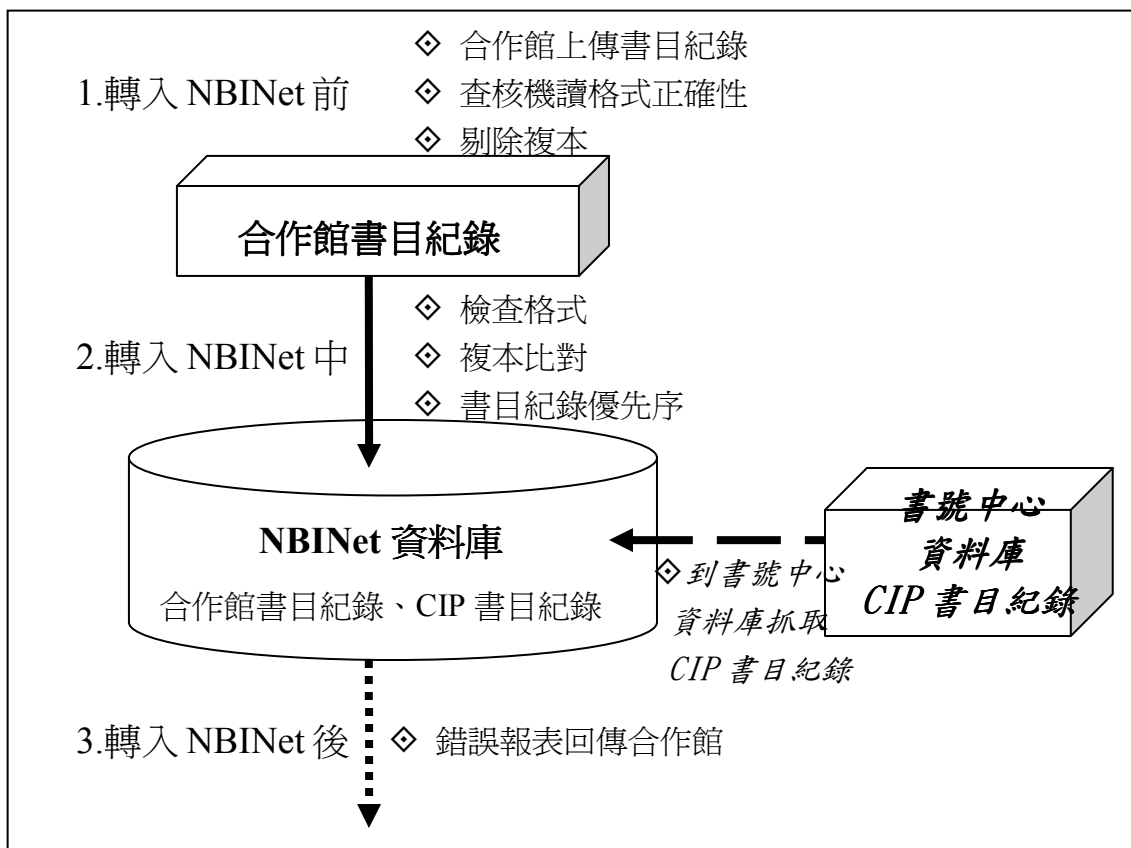 ◇ 合作館上傳書目紀錄
1.轉入 NBINet 前
◇ 查核機讀格式正確性
◇ 剔除複本
合作館書目紀錄
◇ 檢查格式
2.轉入 NBINet 中
◇ 複本比對
◇ 書目紀錄優先序
NBINet 資料庫
合作館書目紀錄、CIP 書目紀錄
書號中心
資料庫
CIP 書目紀錄
◇到書號中心
資料庫抓取
CIP 書目紀錄
3.轉入 NBINet 後
◇ 錯誤報表回傳合作館